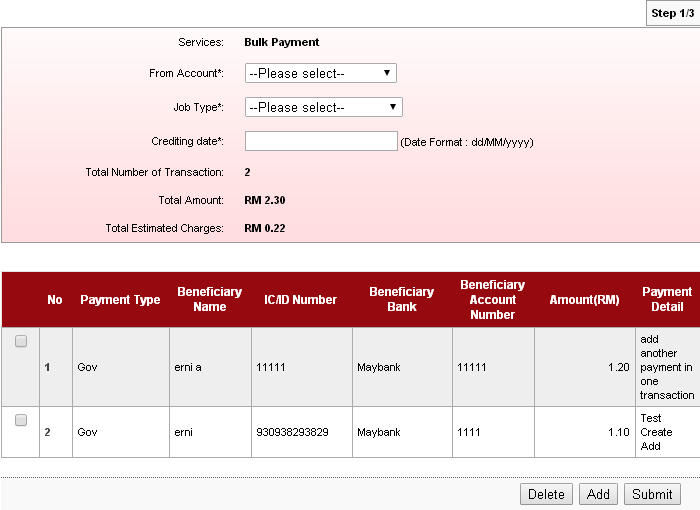 Step 1/3
Services: Bulk Payment
From Account*: --Please select--
Job Type*: --Please select--
Crediting date*: (Date Format : dd/MM/yyyy)
Total Number of Transaction: 2
Total Amount: RM 2.30
Total Estimated Charges: RM 0.22
No Payment Type Beneficiary Name IC/ID Number Beneficiary Bank Beneficiary Account Number Amount(RM) Payment Detail
1 Gov erni a 11111 Maybank 11111 1.20 add another payment in one transaction
2 Gov erni 930938293829 Maybank 1111 1.10 Test Create Add
Delete Add Submit